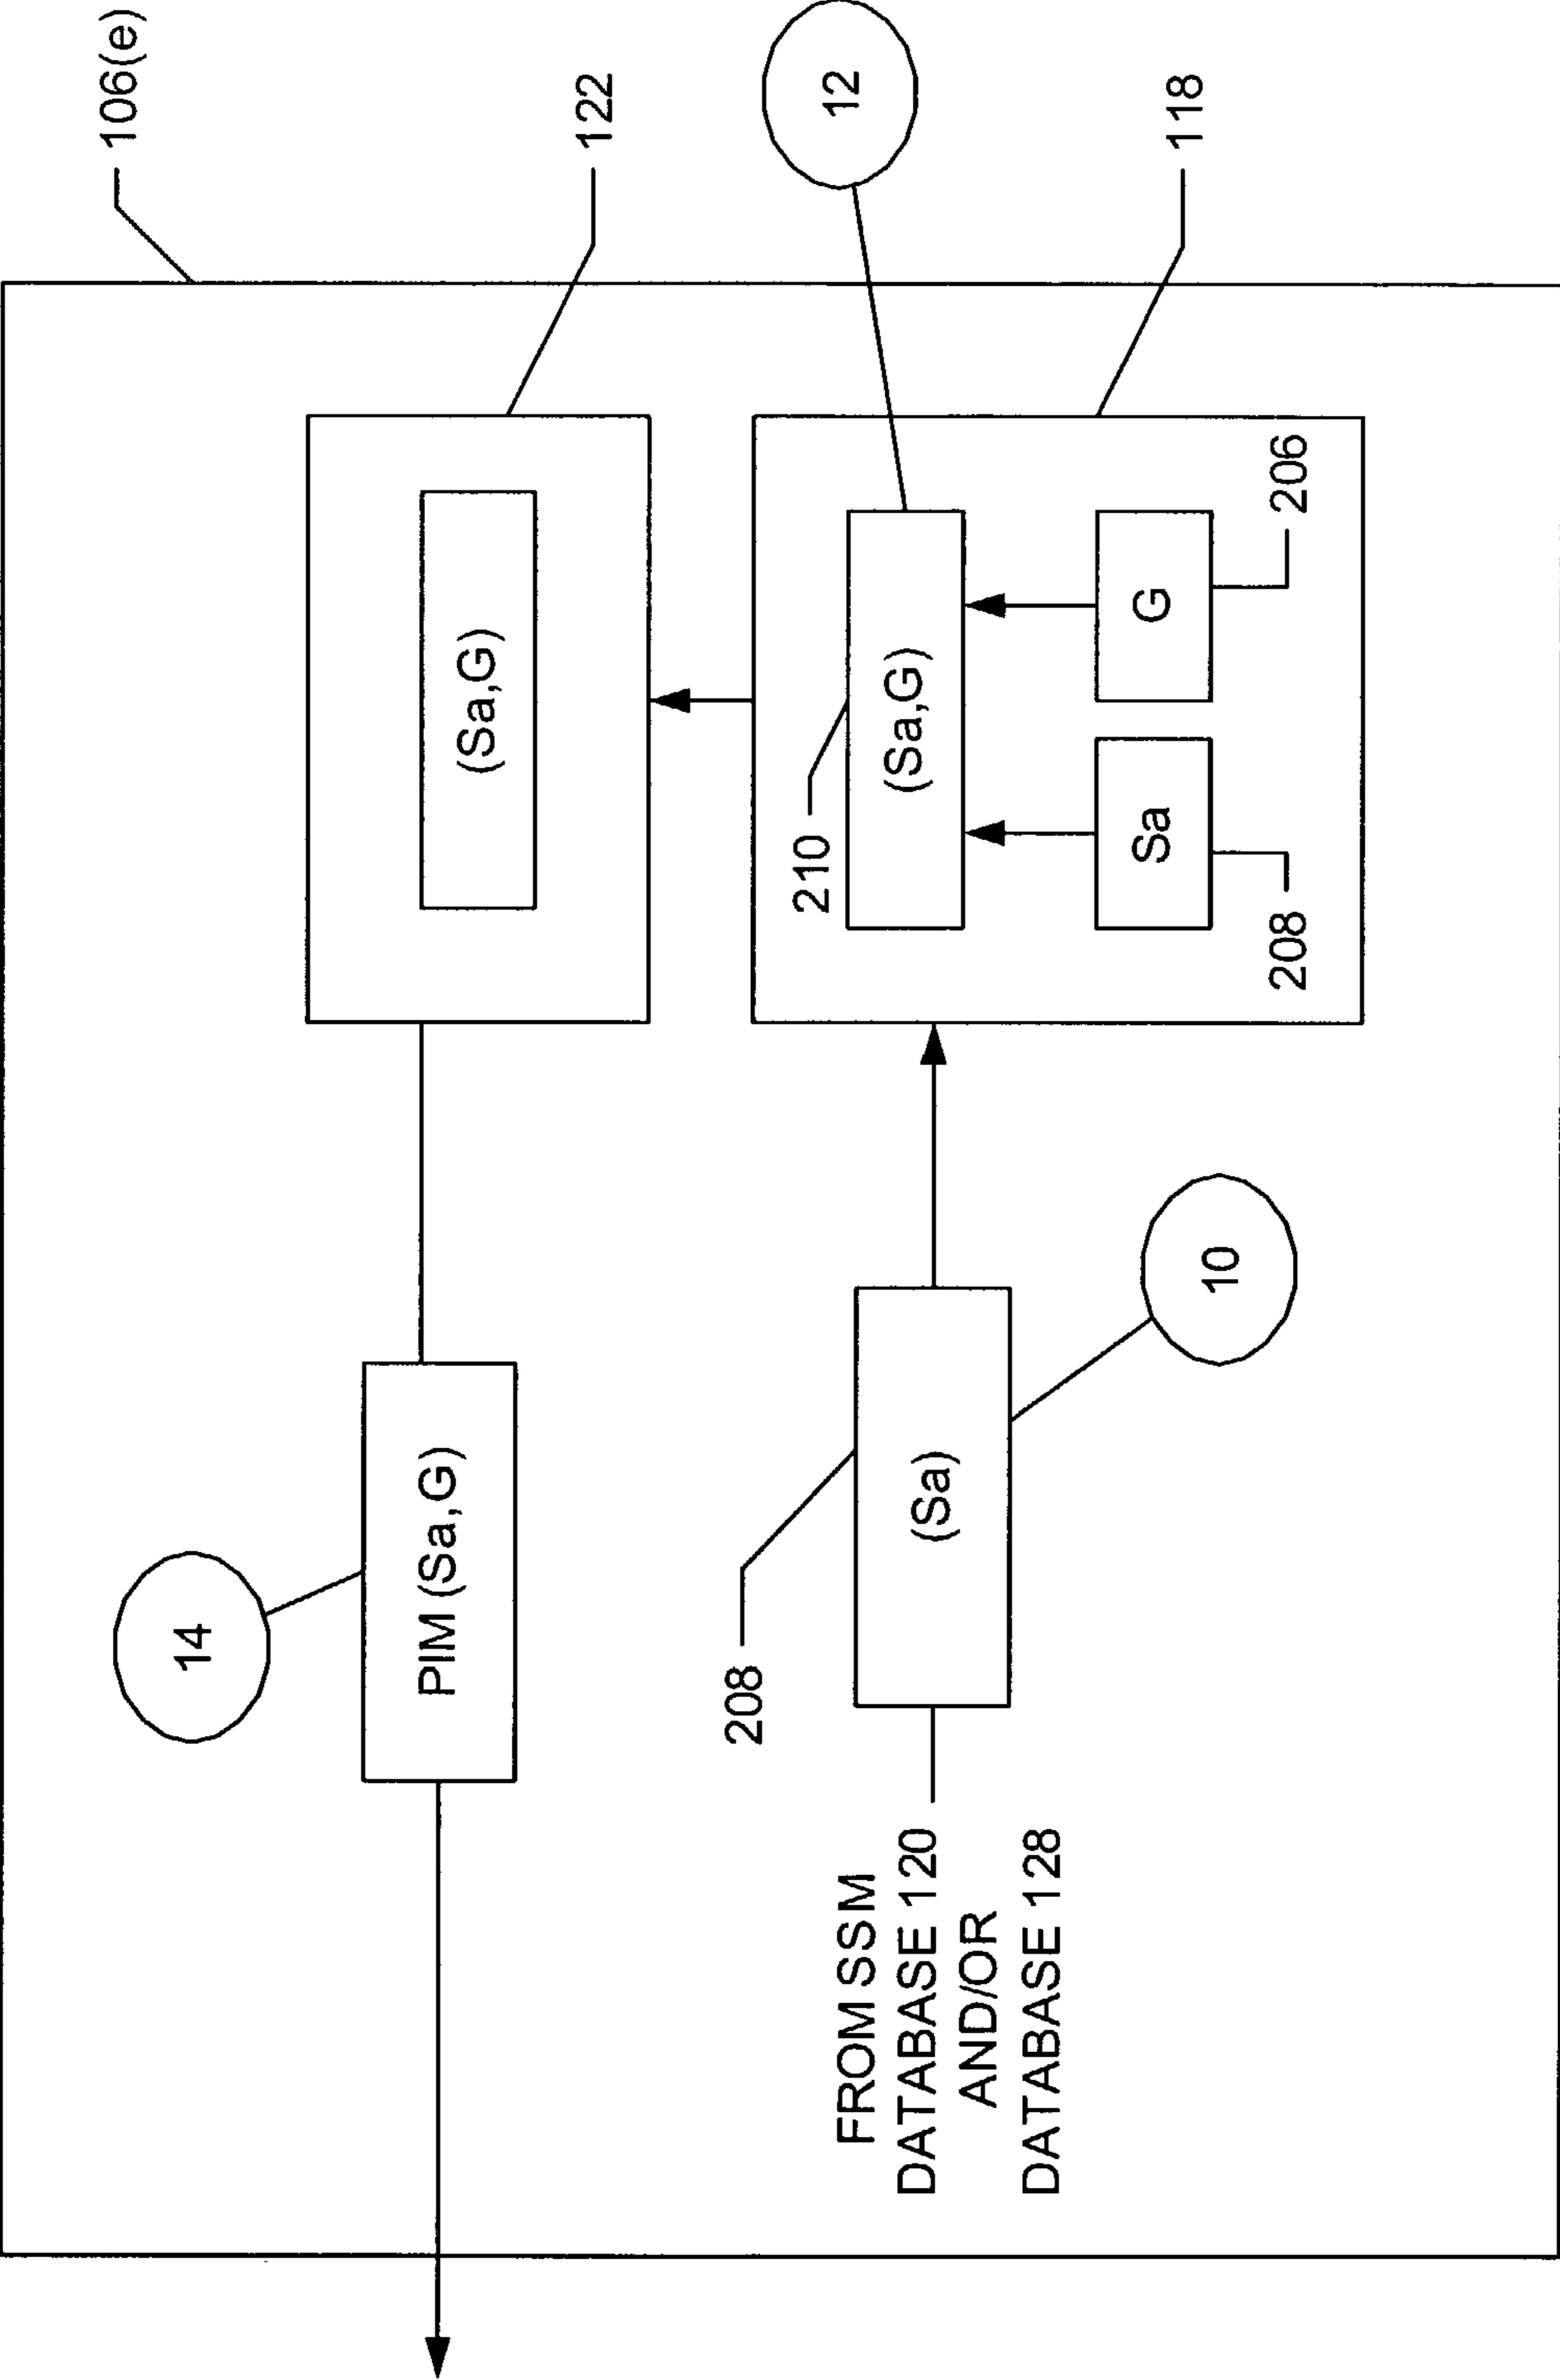 106(e)
14
122
PIM (Sa,G)
(Sa,G)
208
210
12
FROM SSM
DATABASE 120
AND/OR
DATABASE 128
(Sa)
(Sa,G)
Sa
G
118
10
208
206